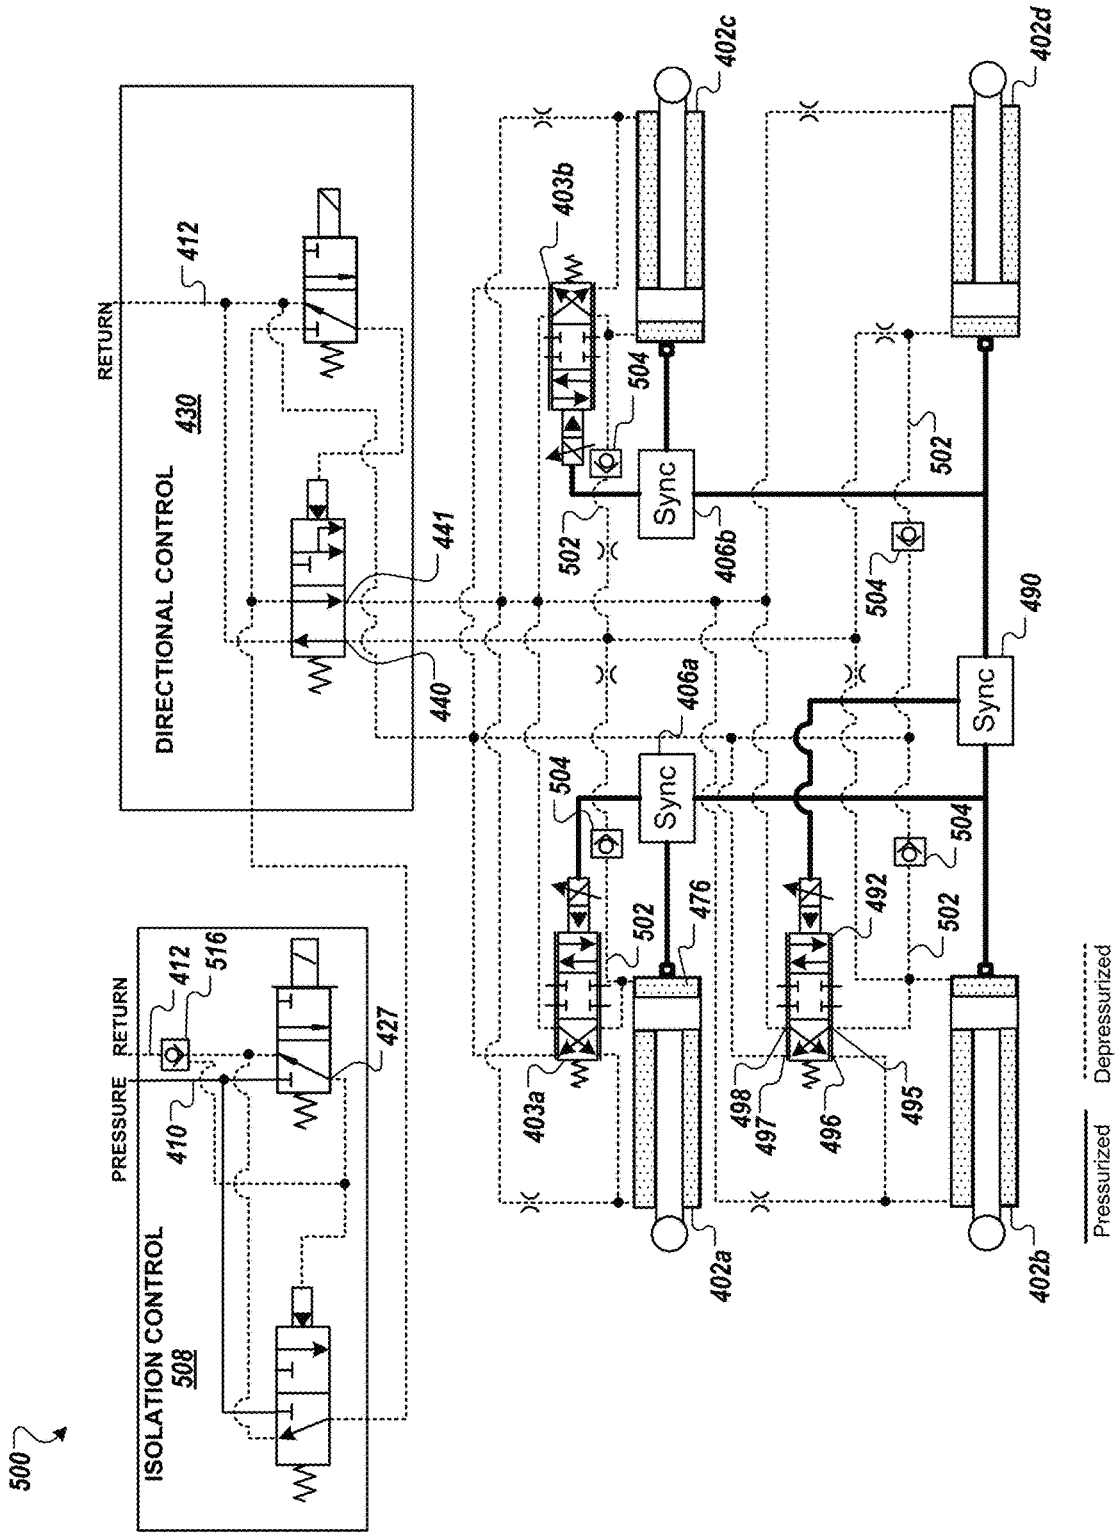 500
ISOLATION CONTROL
508
PRESSURE
RETURN
410
412
516
427
DIRECTIONAL CONTROL
430
RETURN
412
440
441
403a
403b
402a
402b
402c
402d
476
406a
406b
Sync
Sync
Sync
490
492
495
496
497
498
502
502
502
502
504
504
504
504
Pressurized
Depressurized